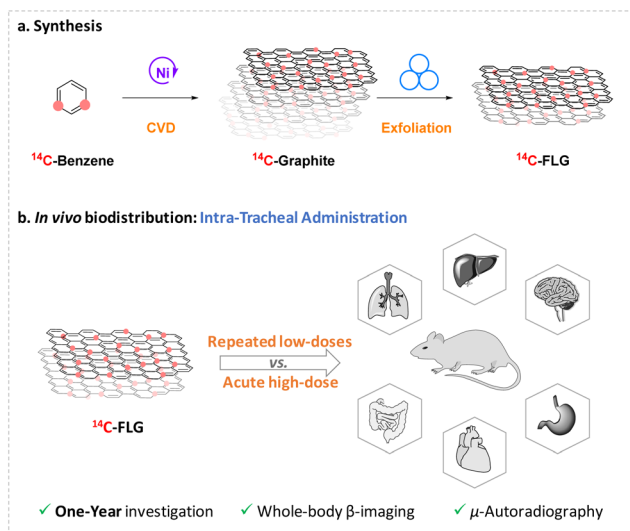 a. Synthesis
Ni
CVD
Exfoliation
14C-Benzene
14C-Graphite
14C-FLG
b. In vivo biodistribution: Intra-Tracheal Administration
Repeated low-doses
vs.
Acute high-dose
14C-FLG
✓ One-Year investigation
✓ Whole-body β-imaging
✓ μ-Autoradiography